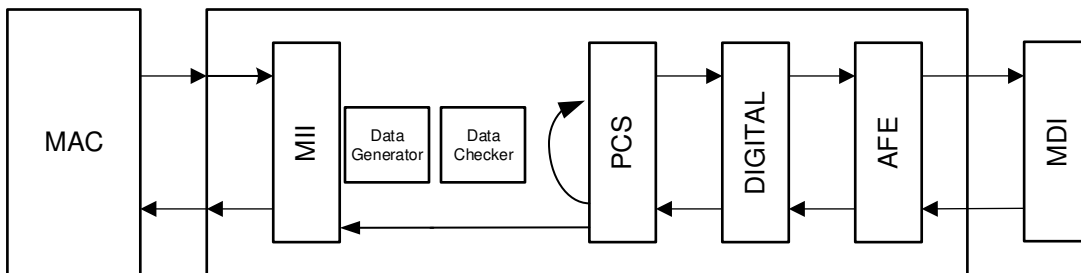 MAC
MII
Data
Generator
Data
Checker
PCS
DIGITAL
AFE
MDI